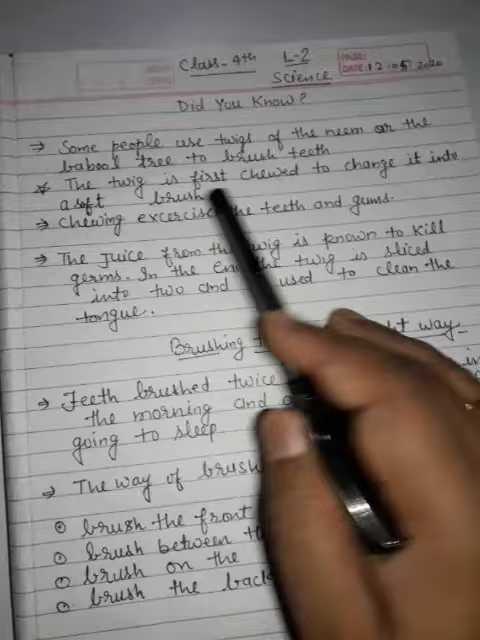 Class - 4th L-2
Science
PAGE:
DATE: 12/05/2020
Did You Know?
→ Some people use twigs of the neem or the
babool tree to brush teeth
The twig is first chewed to change it into
a soft brush
→ Chewing excercise the teeth and gums.
→ The juice from the twig is known to kill
germs. In the end the twig is sliced
into two and used to clean the
tongue.
Brushing way
→ Teeth brushed twice in
the morning and
going to sleep
→ The way of brush
brush the front
brush between
brush on the
brush the back